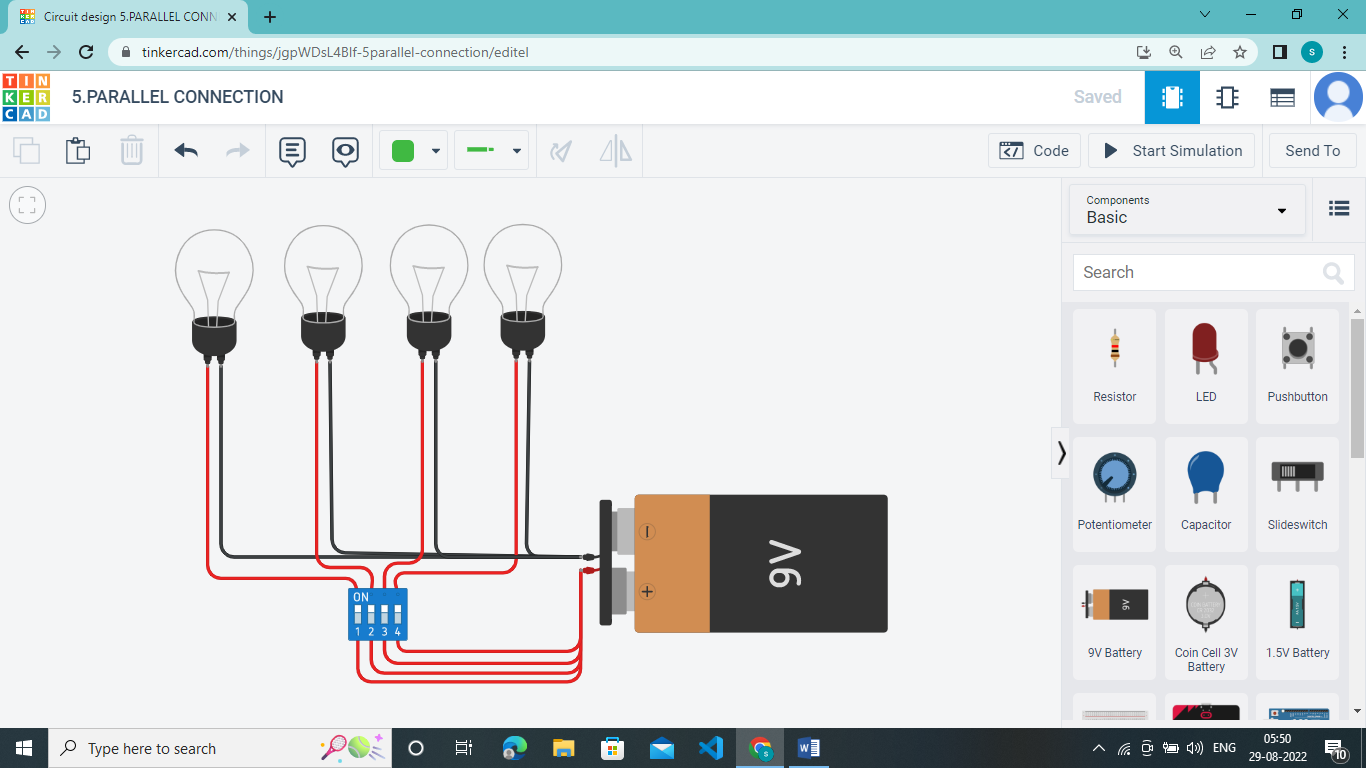 Circuit design 5.PARALLEL CONN
tinkercad.com/things/jgpWDsL4Blf-5parallel-connection/editel
S
TIN
KER
CAD
5.PARALLEL CONNECTION
Saved
Code
Start Simulation
Send To
Components
Basic
Search
Resistor
LED
Pushbutton
Potentiometer
Capacitor
Slideswitch
9V
9V Battery
Coin Cell 3V
Battery
1.5V Battery
9V
ON
1 2 3 4
Type here to search
ENG
05:50
29-08-2022
10